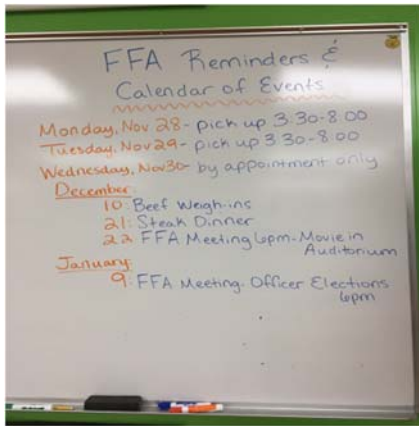 FFA Reminders &
Calendar of Events
Monday, Nov 28- pick up 3:30-8:00
Tuesday, Nov 29- pick up 3:30-8:00
Wednesday, Nov 30- by appointment only
December:
10: Beef Weigh-ins
21: Steak Dinner
22: FFA Meeting 6pm-Movie in
Auditorium
January:
9: FFA Meeting-Officer Elections
6pm